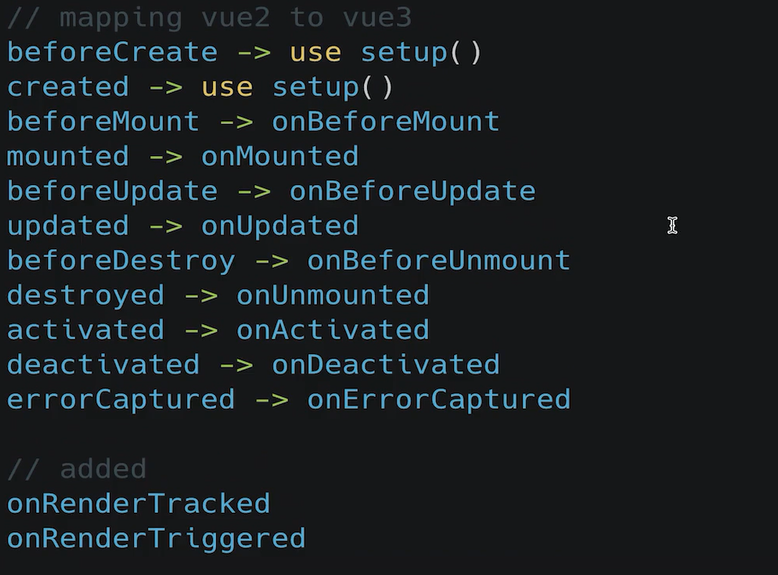 // mapping vue2 to vue3
beforeCreate -> use setup()
created -> use setup()
beforeMount -> onBeforeMount
mounted -> onMounted
beforeUpdate -> onBeforeUpdate
updated -> onUpdated
beforeDestroy -> onBeforeUnmount
destroyed -> onUnmounted
activated -> onActivated
deactivated -> onDeactivated
errorCaptured -> onErrorCaptured
// added
onRenderTracked
onRenderTriggered